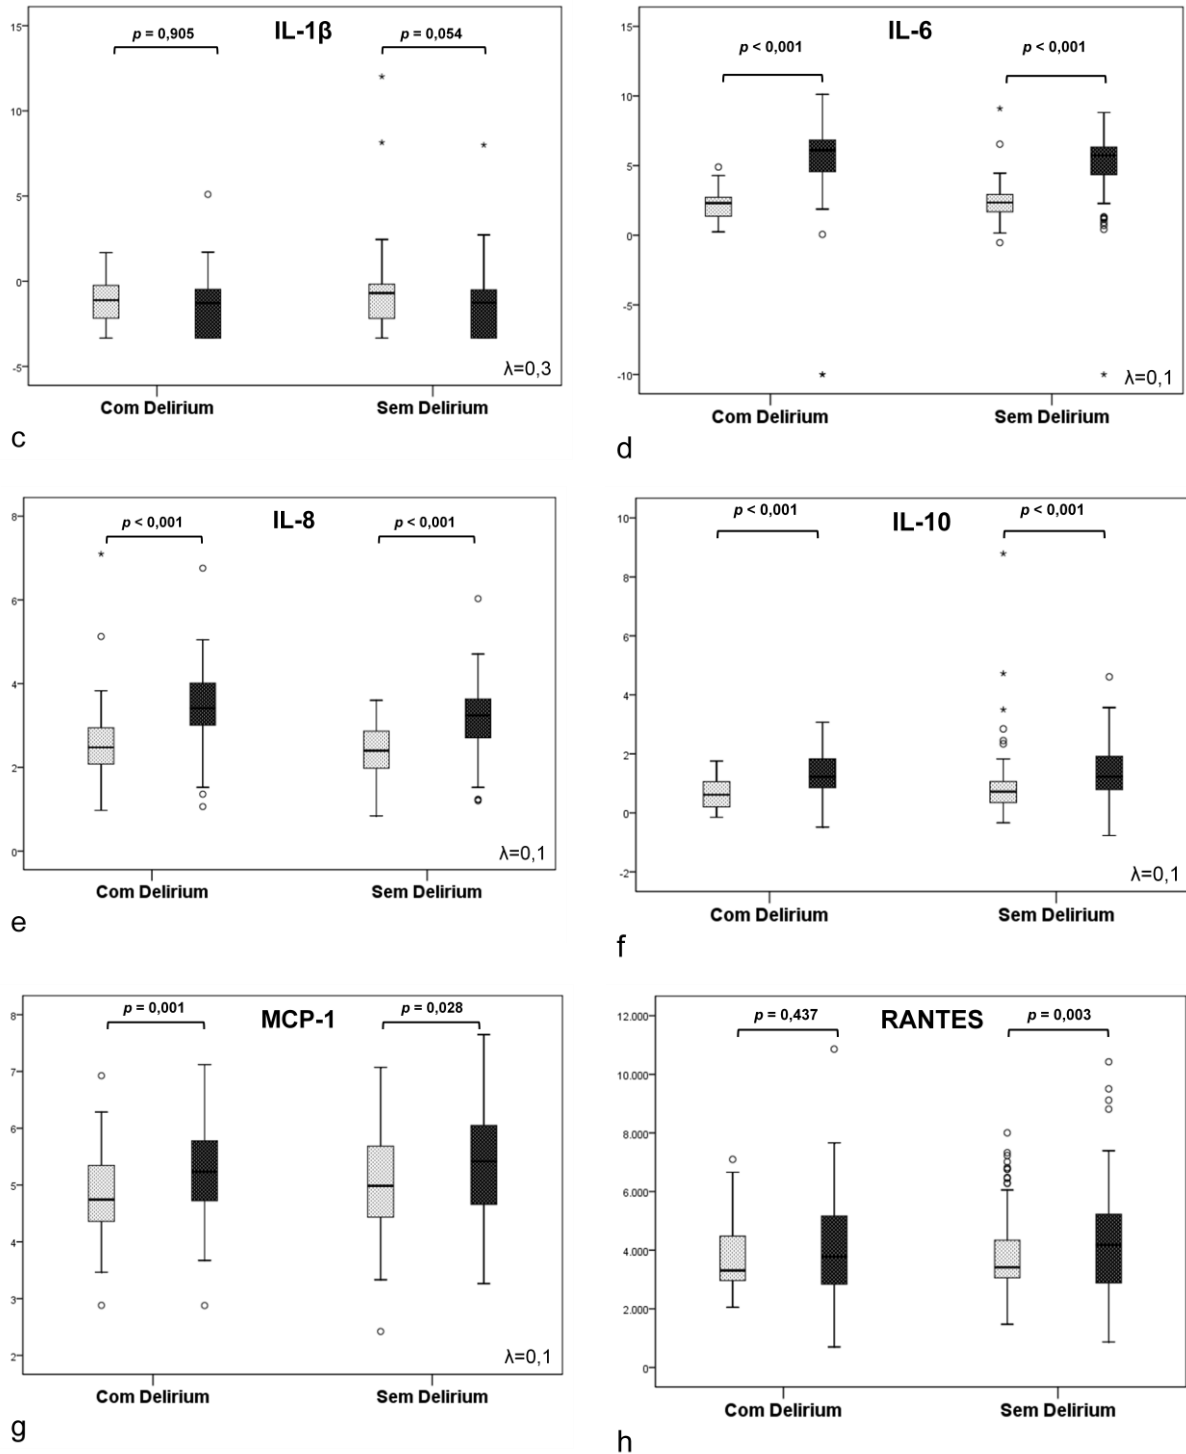 IL-1β
p = 0,905
p = 0,054
15
10
5
0
-5
λ=0,3
Com Delirium
Sem Delirium
c
IL-6
p < 0,001
p < 0,001
15
10
5
0
-5
-10
λ=0,1
Com Delirium
Sem Delirium
d
IL-8
p < 0,001
p < 0,001
8
6
4
2
0
λ=0,1
Com Delirium
Sem Delirium
e
IL-10
p < 0,001
p < 0,001
10
8
6
4
2
0
-2
λ=0,1
Com Delirium
Sem Delirium
f
MCP-1
p = 0,001
p = 0,028
8
7
6
5
4
3
2
λ=0,1
Com Delirium
Sem Delirium
g
RANTES
p = 0,437
p = 0,003
12.000
10.000
8.000
6.000
4.000
2.000
0
Com Delirium
Sem Delirium
h